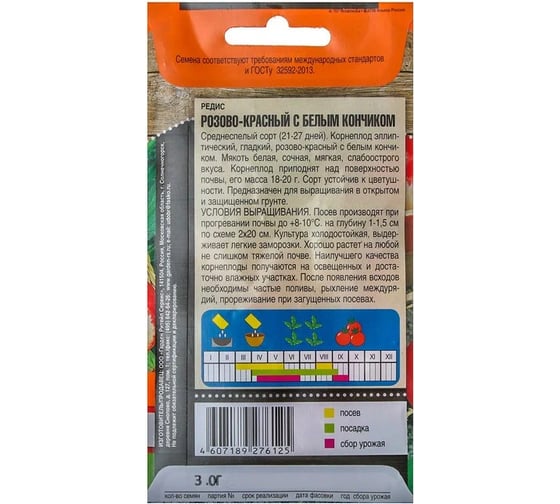 Семена соответствуют требованиям международных стандартов
и ГОСТу 32592-2013.
РЕДИС
РОЗОВО-КРАСНЫЙ С БЕЛЫМ КОНЧИКОМ
Среднеспелый сорт (21-27 дней). Корнеплод эллип-
тический, гладкий, розово-красный с белым кончи-
ком. Мякоть белая, сочная, мягкая, слабоострого
вкуса. Корнеплод приподнят над поверхностью
почвы, его масса 18-20 г. Сорт устойчив к цветуш-
ности. Предназначен для выращивания в открытом
и защищенном грунте.
УСЛОВИЯ ВЫРАЩИВАНИЯ. Посев производят при
прогревании почвы до +8-10°С. на глубину 1-1,5 см
по схеме 2х20 см. Культура холодостойкая, выдер-
живает легкие заморозки. Хорошо растет на любой
не слишком тяжелой почве. Наилучшего качества
корнеплоды получаются на освещенных и доста-
точно влажных участках. После появления всходов
необходимы частые поливы, рыхление междуря-
дий, прореживание при загущенных посевах.
I II III IV V VI VII VIII IX X XI XII
посев
посадка
сбор урожая
4 607189 276125
3.0Г
кол-во семян партия № срок реализации дата фасовки год сбора урожая